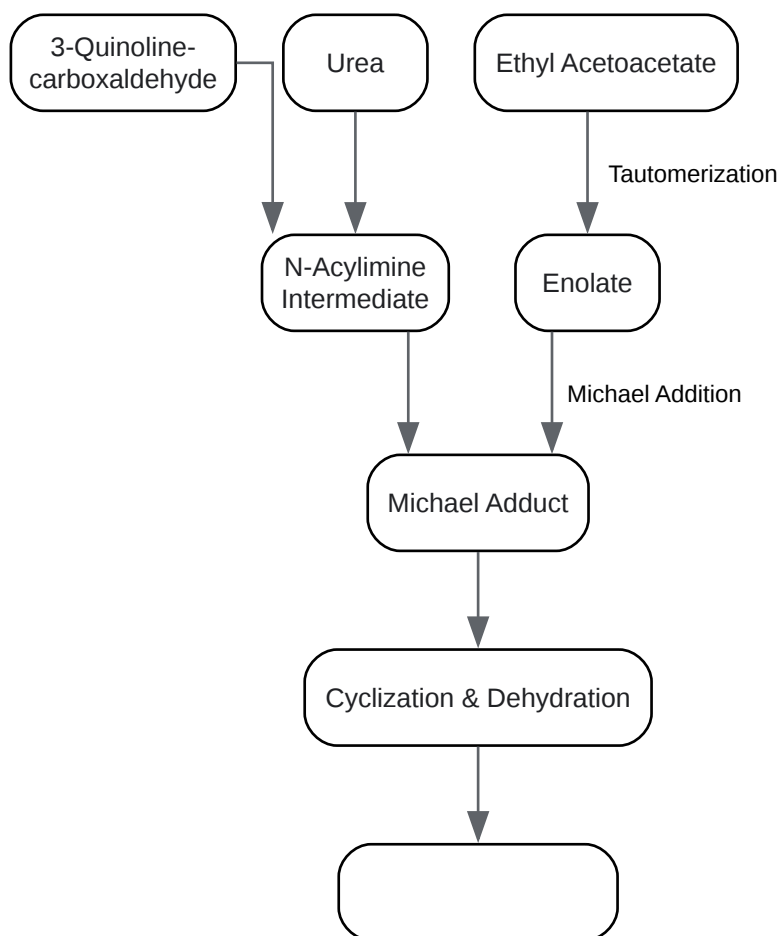 3-Quinoline-
carboxaldehyde
Urea
Ethyl Acetoacetate
Tautomerization
N-Acylimine
Intermediate
Enolate
Michael Addition
Michael Adduct
Cyclization & Dehydration